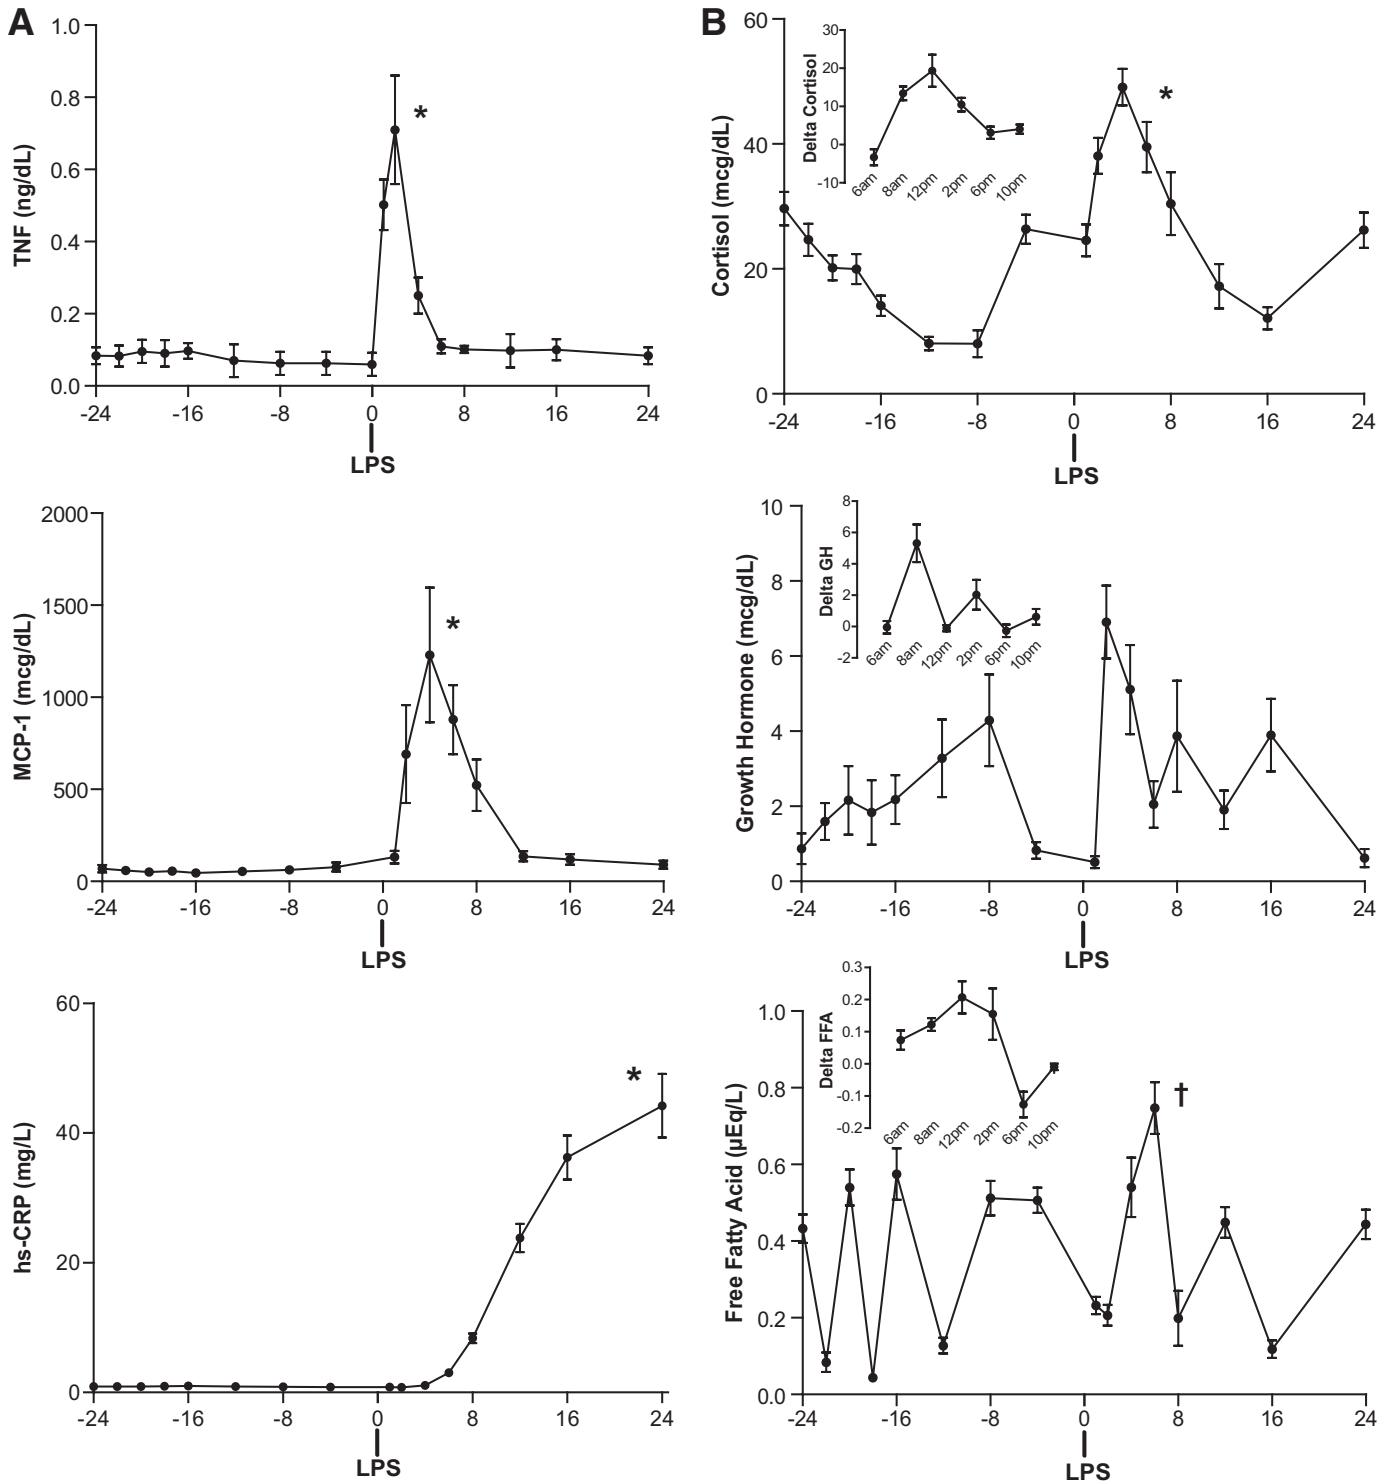 A
TNF (ng/dL)
1.0
0.8
0.6
0.4
0.2
0.0
-24 -16 -8 0 8 16 24
*
LPS
MCP-1 (mcg/dL)
2000
1500
1000
500
0
-24 -16 -8 0 8 16 24
*
LPS
hs-CRP (mg/L)
60
40
20
0
-24 -16 -8 0 8 16 24
*
LPS
B
Cortisol (mcg/dL)
60
40
20
0
-24 -16 -8 0 8 16 24
*
LPS
Delta Cortisol
30
20
10
0
-10
6am 8am 12pm 2pm 6pm 10pm
Growth Hormone (mcg/dL)
10
8
6
4
2
0
-24 -16 -8 0 8 16 24
LPS
Delta GH
8
6
4
2
0
-2
6am 8am 12pm 2pm 6pm 10pm
Free Fatty Acid (µEq/L)
1.0
0.8
0.6
0.4
0.2
0.0
-24 -16 -8 0 8 16 24
†
LPS
Delta FFA
0.3
0.2
0.1
0.0
-0.1
-0.2
6am 8am 12pm 2pm 6pm 10pm